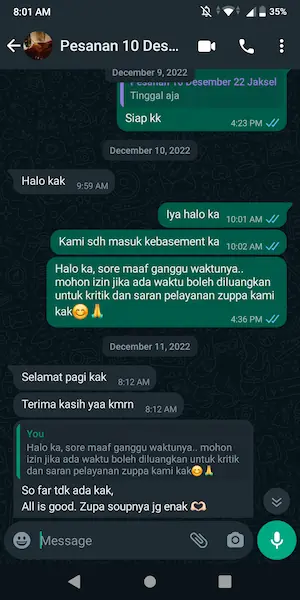 8:01 AM
35%
Pesanan 10 Des...
December 9, 2022
Pesanan 10 Desember 22 Jaksel
Tinggal aja
Siap kk
4:23 PM
December 10, 2022
Halo kak
9:59 AM
Iya halo ka
10:01 AM
Kami sdh masuk kebasement ka
10:02 AM
Halo ka, sore maaf ganggu waktunya.. 
mohon izin jika ada waktu boleh diluangkan
untuk kritik dan saran pelayanan zuppa kami
kak😊🙏
4:36 PM
December 11, 2022
Selamat pagi kak
8:12 AM
Terima kasih yaa kmrn
8:12 AM
You
Halo ka, sore maaf ganggu waktunya.. mohon
izin jika ada waktu boleh diluangkan untuk kritik
dan saran pelayanan zuppa kami kak😊🙏
So far tdk ada kak,
All is good. Zupa soupnya jg enak 🫶🏻
Message